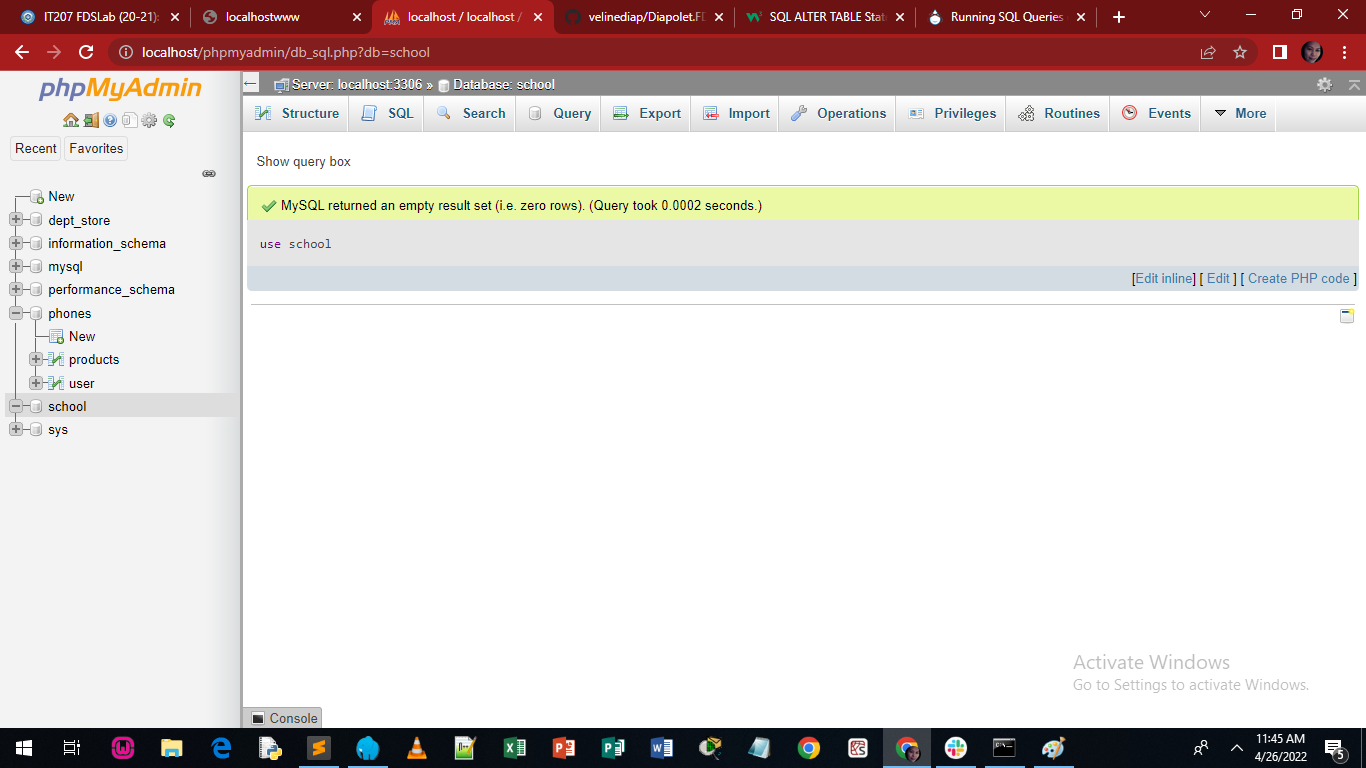 IT207 FDSLab (20-21):
localhostwww
localhost / localhost /
velinediap/Diapolet.FD
SQL ALTER TABLE Stat
Running SQL Queries
localhost/phpmyadmin/db_sql.php?db=school
phpMyAdmin
Server: localhost:3306 » Database: school
Structure SQL Search Query Export Import Operations Privileges Routines Events More
Recent Favorites
Show query box
New
dept_store
information_schema
mysql
performance_schema
phones
New
products
user
school
sys
MySQL returned an empty result set (i.e. zero rows). (Query took 0.0002 seconds.)
use school
[Edit inline] [ Edit ] [ Create PHP code ]
Activate Windows
Go to Settings to activate Windows.
Console
11:45 AM
4/26/2022
5